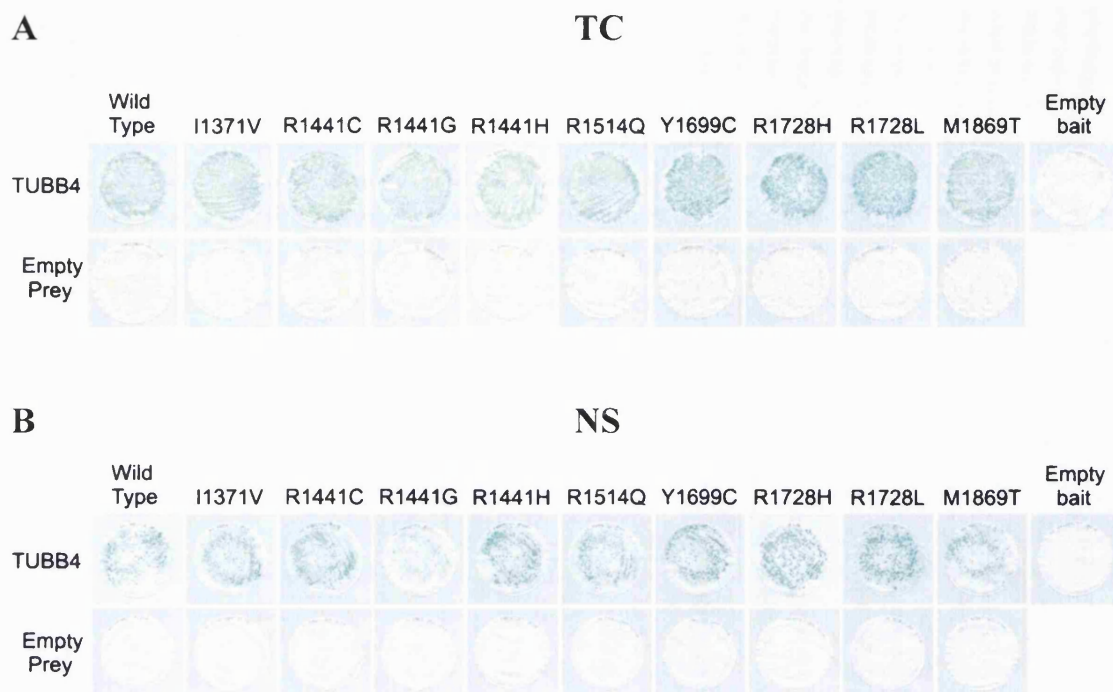 A
TC
Wild Type I1371V R1441C R1441G R1441H R1514Q Y1699C R1728H R1728L M1869T Empty bait
TUBB4
Empty Prey
B
NS
Wild Type I1371V R1441C R1441G R1441H R1514Q Y1699C R1728H R1728L M1869T Empty bait
TUBB4
Empty Prey